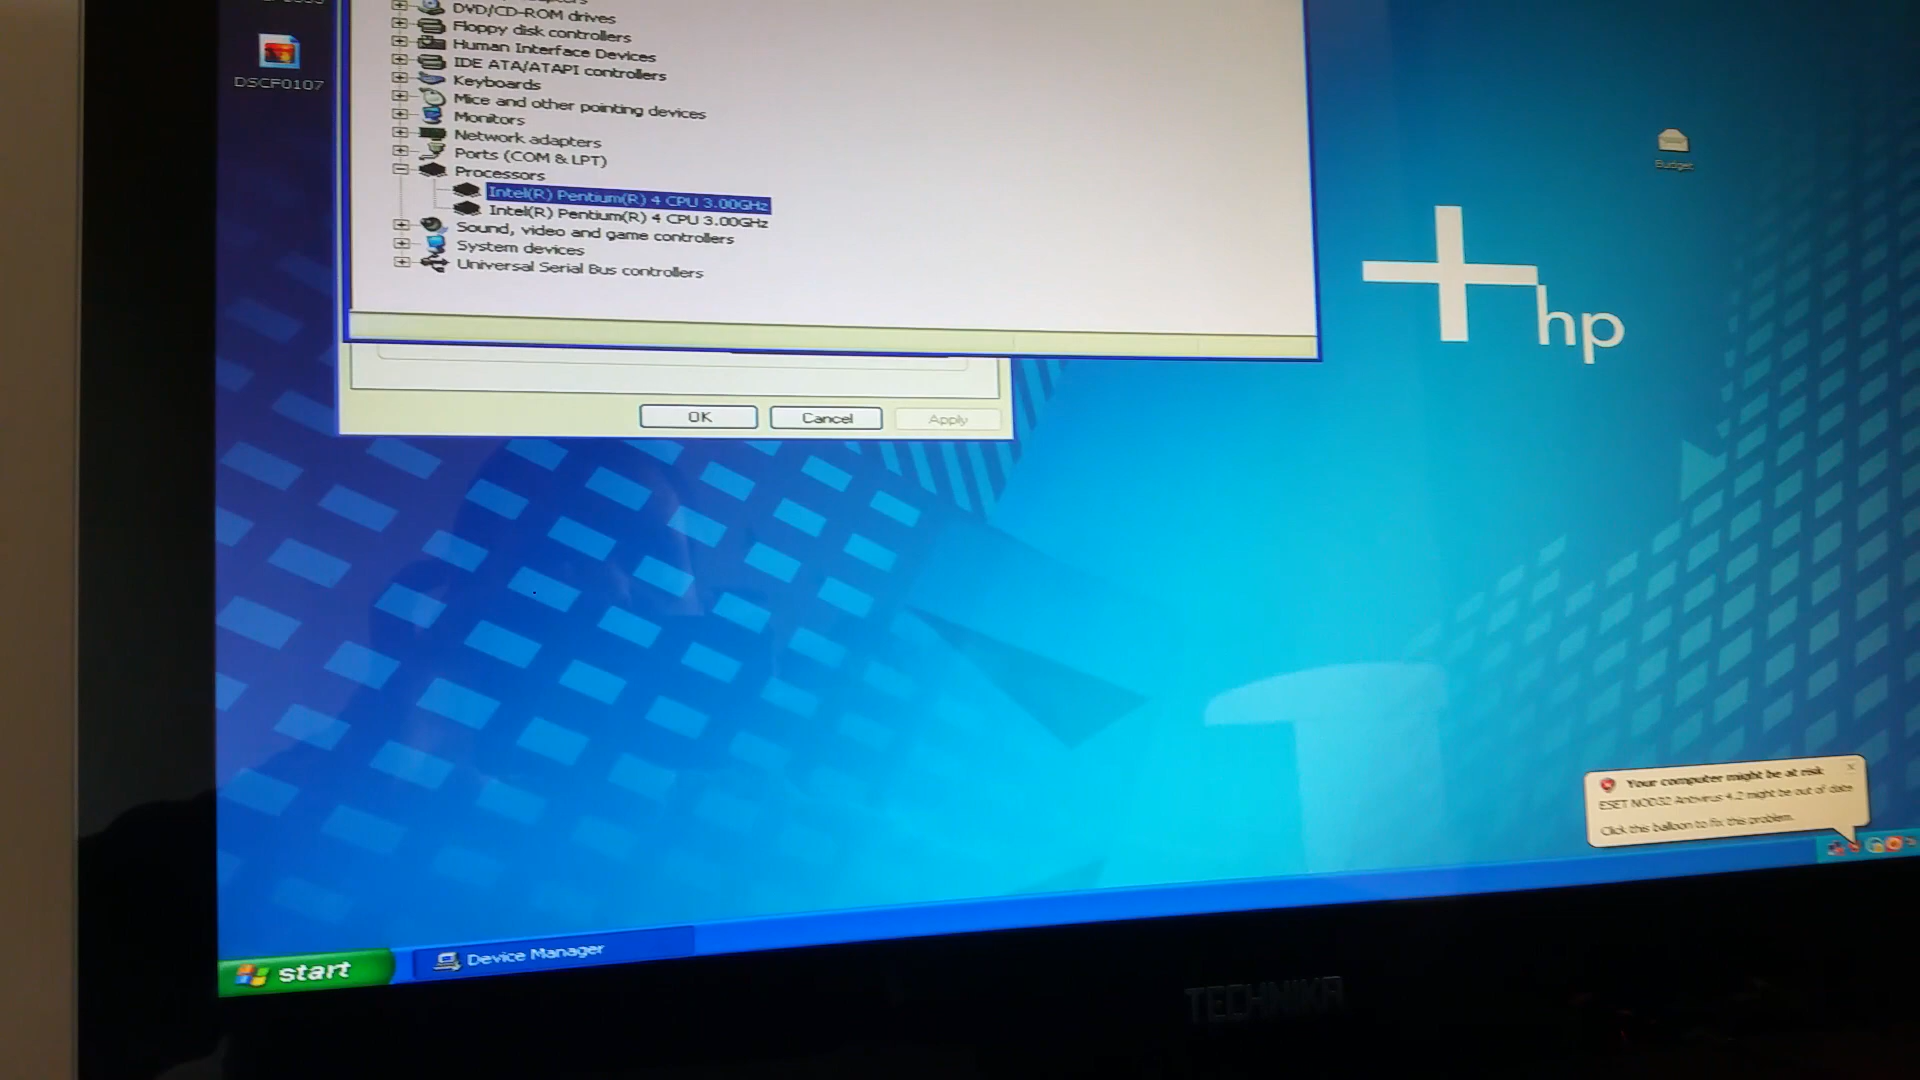 DSCF0107
DVD/CD-ROM drives
Floppy disk controllers
Human Interface Devices
IDE ATA/ATAPI controllers
Keyboards
Mice and other pointing devices
Monitors
Network adapters
Ports (COM & LPT)
Processors
Intel(R) Pentium(R) 4 CPU 3.00GHz
Intel(R) Pentium(R) 4 CPU 3.00GHz
Sound, video and game controllers
System devices
Universal Serial Bus controllers
OK
Cancel
Apply
Budget
hp
Your computer might be at risk
ESET NOD32 Antivirus 4.2 might be out of date
Click this balloon to fix this problem.
start
Device Manager
TECHNIKA